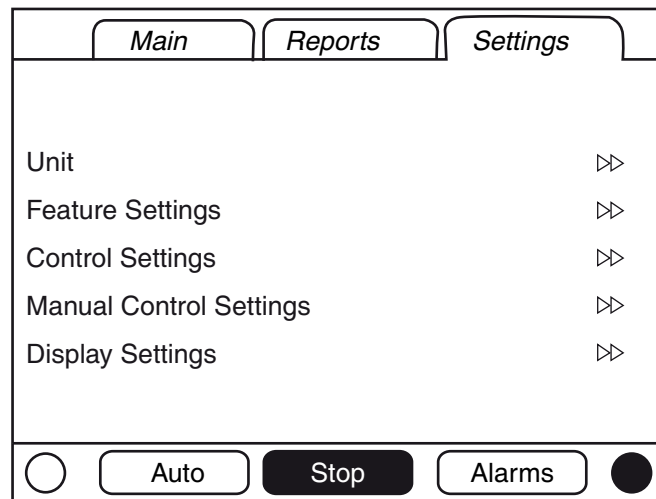 Main Reports Settings
Unit
Feature Settings
Control Settings
Manual Control Settings
Display Settings
Auto Stop Alarms